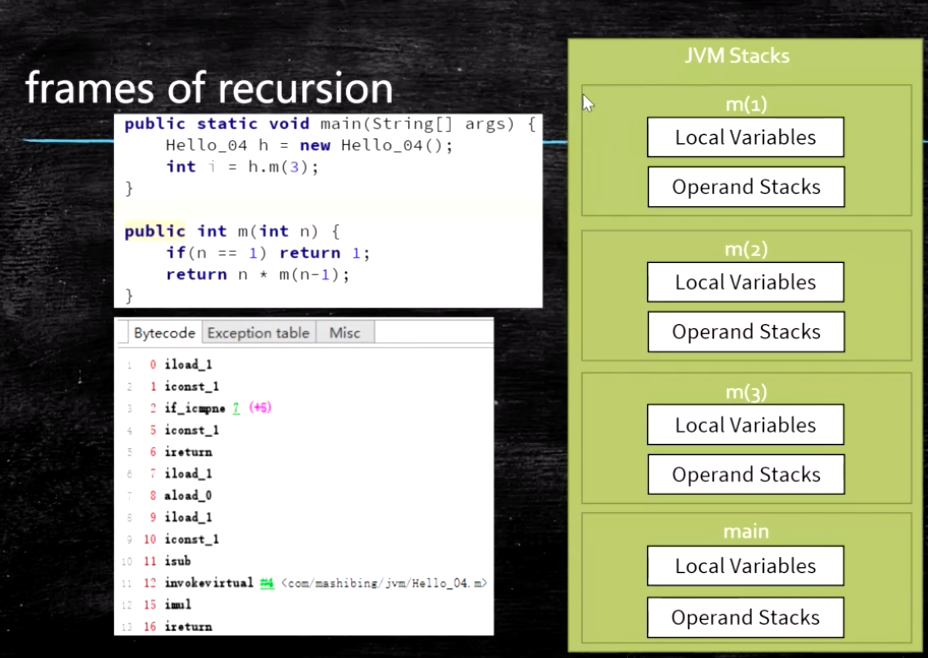 frames of recursion
public static void main(String[] args) {
Hello_04 h = new Hello_04();
int i = h.m(3);
}
public int m(int n) {
if(n == 1) return 1;
return n * m(n-1);
}
Bytecode Exception table Misc
1 0 iload_1
2 1 iconst_1
3 2 if_icmpne 7 (+5)
4 5 iconst_1
5 6 ireturn
6 7 iload_1
7 8 aload_0
8 9 iload_1
9 10 iconst_1
10 11 isub
11 12 invokevirtual #4 <com/mashibing/jvm/Hello_04.m>
12 15 imul
13 16 ireturn
JVM Stacks
m(1)
Local Variables
Operand Stacks
m(2)
Local Variables
Operand Stacks
m(3)
Local Variables
Operand Stacks
main
Local Variables
Operand Stacks